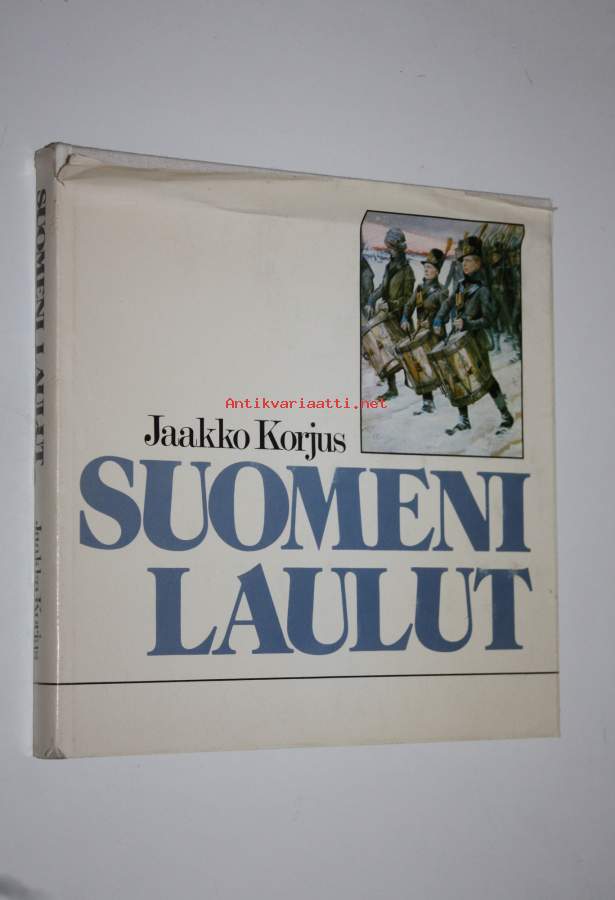 SUOMENI LAULUT
Jaakko Korjus
Antikvariaatti.net
Jaakko Korjus
SUOMENI
LAULUT